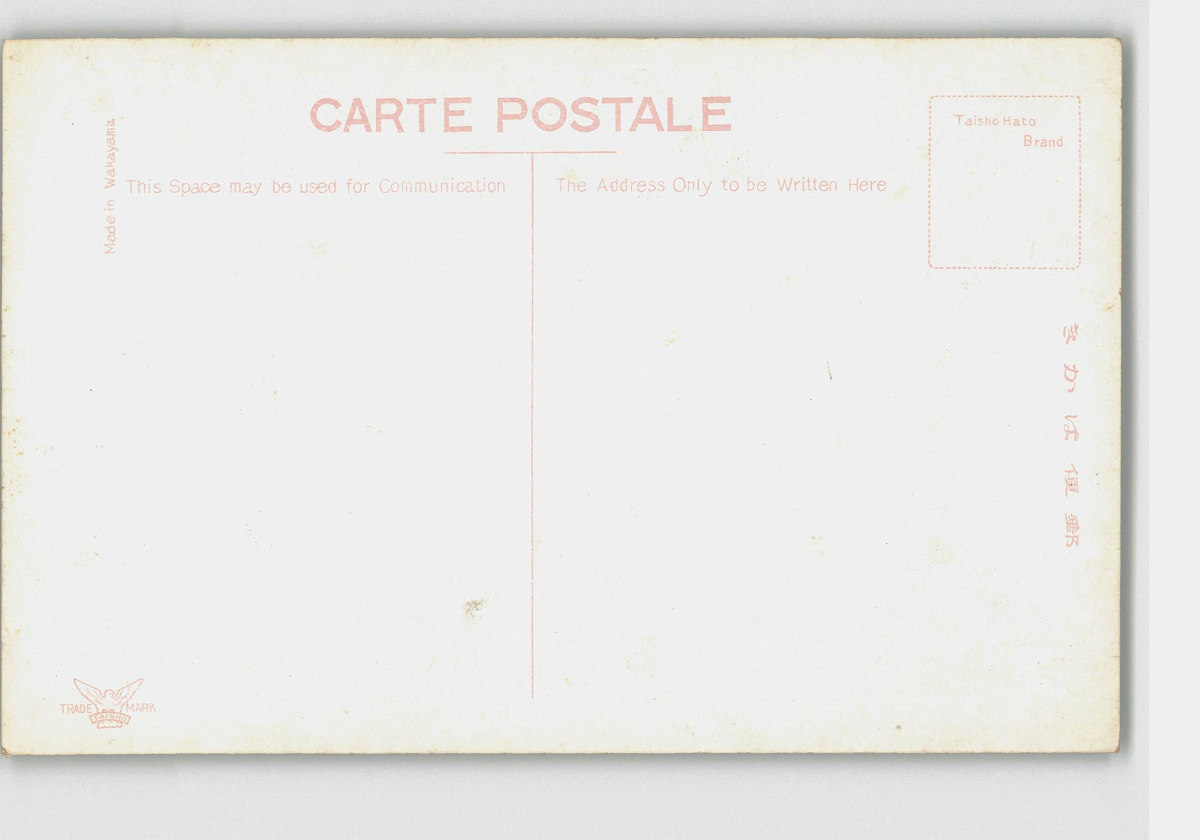 CARTE POSTALE
Made in Wakayama
This Space may be used for Communication
The Address Only to be Written Here
Taisho Hato
Brand
きかは便郵
TRADE MARK
TAISHO